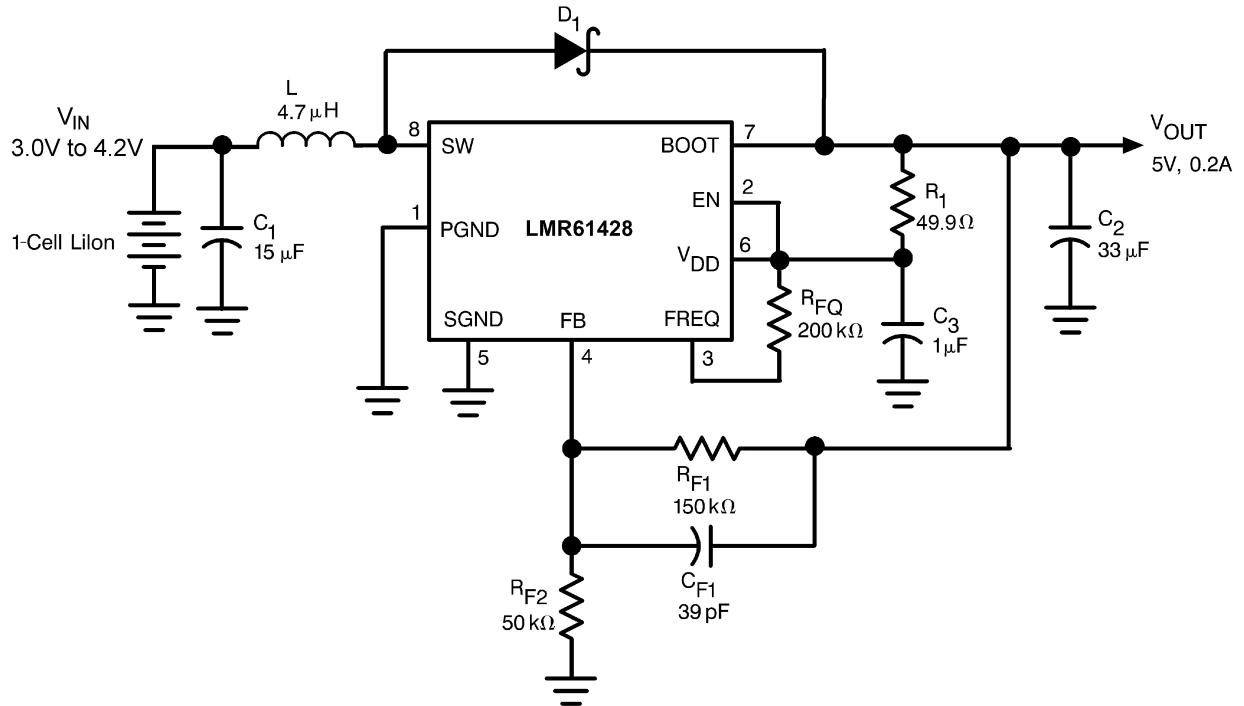 D1
L
4.7 µH
VIN
3.0V to 4.2V
8
7
SW
BOOT
VOUT
5V, 0.2A
2
EN
R1
49.9Ω
1
PGND
LMR61428
C1
15 µF
1-Cell LiIon
C2
33 µF
6
VDD
RFQ
200 kΩ
SGND
FB
FREQ
C3
1µF
5
4
3
RF1
150 kΩ
CF1
39 pF
RF2
50 kΩ